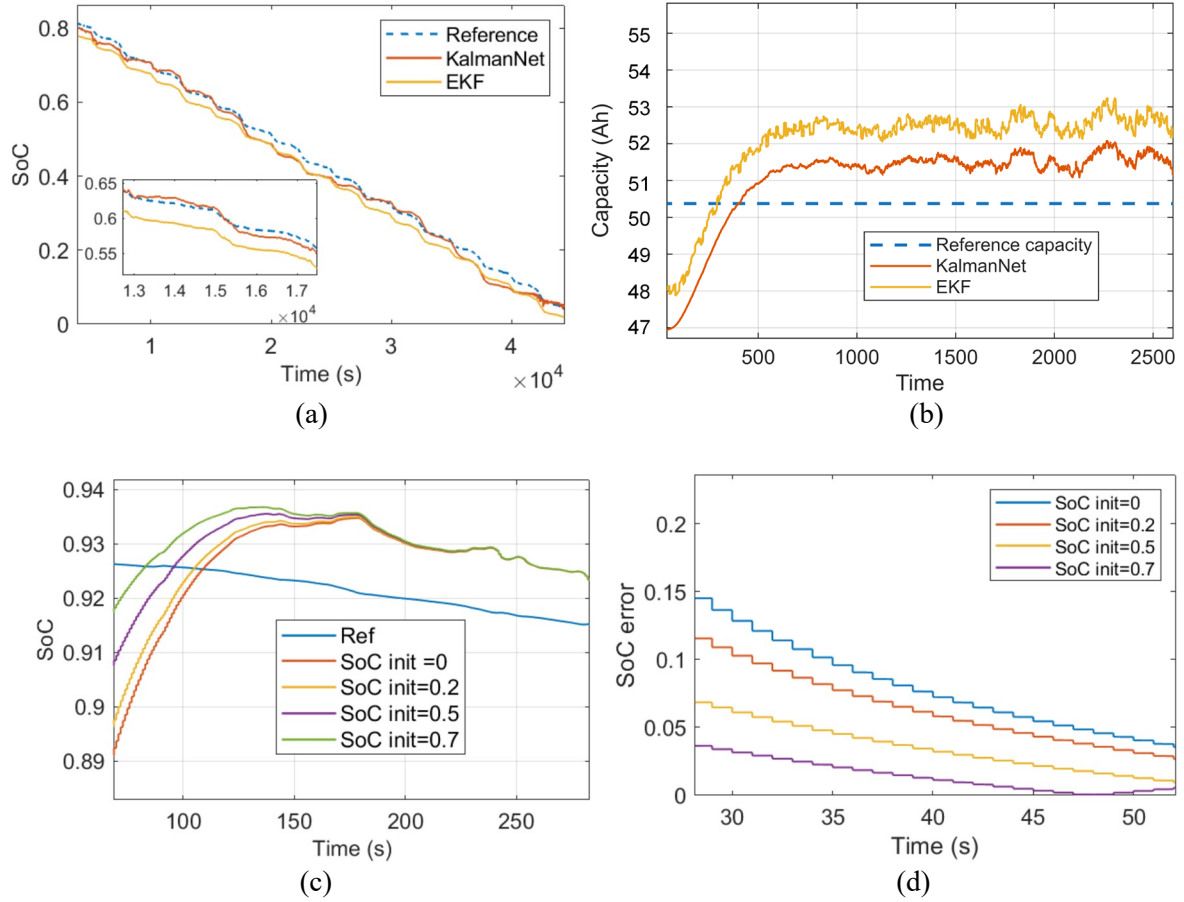 0.8
0.6
0.4
0.2
0
SoC
Reference
KalmanNet
EKF
0.65
0.6
0.55
1.3 1.4 1.5 1.6 1.7
×10⁴
1 2 3 4
Time (s)
×10⁴
(a)
55
54
53
52
51
50
49
48
47
Capacity (Ah)
Reference capacity
KalmanNet
EKF
500 1000 1500 2000 2500
Time
(b)
0.94
0.93
0.92
0.91
0.9
0.89
SoC
Ref
SoC init =0
SoC init=0.2
SoC init=0.5
SoC init=0.7
100 150 200 250
Time (s)
(c)
0.2
0.15
0.1
0.05
0
SoC error
SoC init=0
SoC init=0.2
SoC init=0.5
SoC init=0.7
30 35 40 45 50
Time (s)
(d)